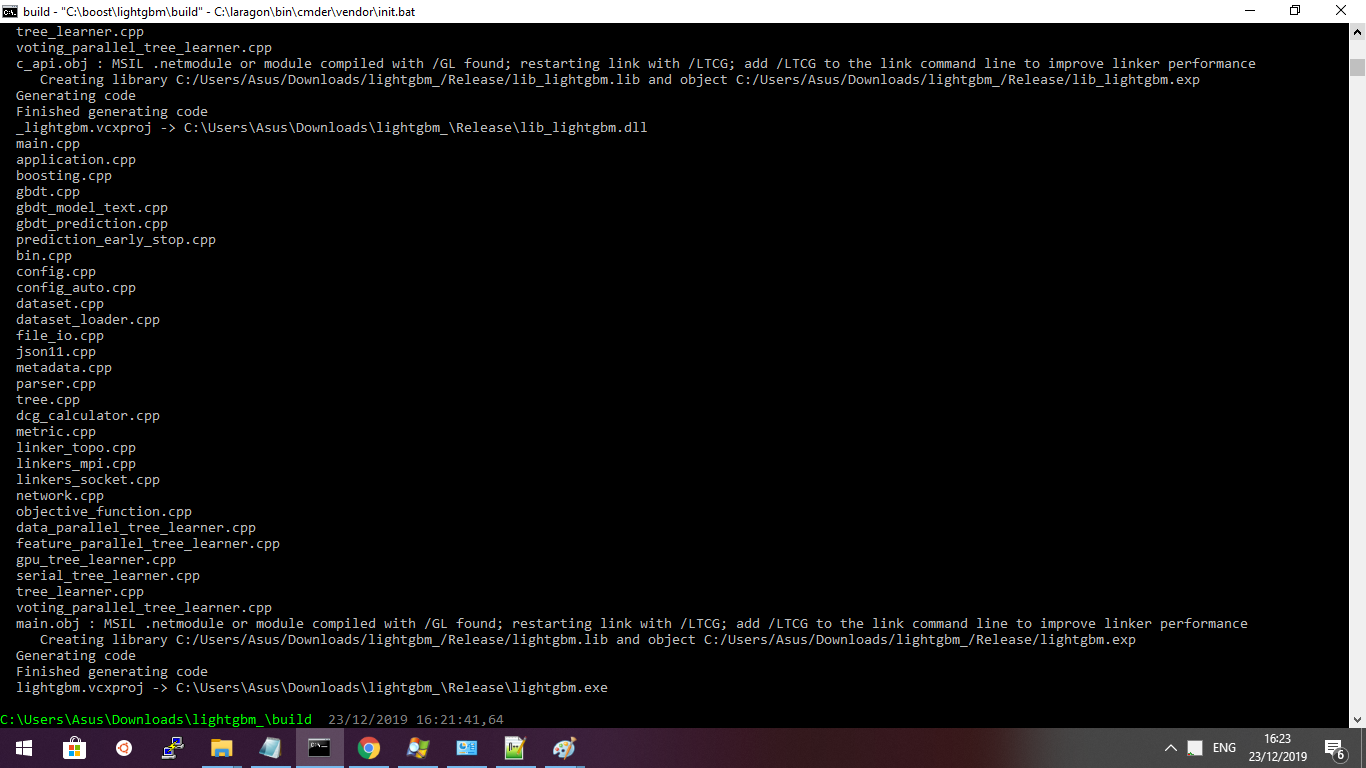 build - "C:\boost\lightgbm\build" - C:\laragon\bin\cmder\vendor\init.bat
tree_learner.cpp
voting_parallel_tree_learner.cpp
c_api.obj : MSIL .netmodule or module compiled with /GL found; restarting link with /LTCG; add /LTCG to the link command line to improve linker performance
Creating library C:/Users/Asus/Downloads/lightgbm_/Release/lib_lightgbm.lib and object C:/Users/Asus/Downloads/lightgbm_/Release/lib_lightgbm.exp
Generating code
Finished generating code
_lightgbm.vcxproj -> C:\Users\Asus\Downloads\lightgbm_\Release\lib_lightgbm.dll
main.cpp
application.cpp
boosting.cpp
gbdt.cpp
gbdt_model_text.cpp
gbdt_prediction.cpp
prediction_early_stop.cpp
bin.cpp
config.cpp
config_auto.cpp
dataset.cpp
dataset_loader.cpp
file_io.cpp
json11.cpp
metadata.cpp
parser.cpp
tree.cpp
dcg_calculator.cpp
metric.cpp
linker_topo.cpp
linkers_mpi.cpp
linkers_socket.cpp
network.cpp
objective_function.cpp
data_parallel_tree_learner.cpp
feature_parallel_tree_learner.cpp
gpu_tree_learner.cpp
serial_tree_learner.cpp
tree_learner.cpp
voting_parallel_tree_learner.cpp
main.obj : MSIL .netmodule or module compiled with /GL found; restarting link with /LTCG; add /LTCG to the link command line to improve linker performance
Creating library C:/Users/Asus/Downloads/lightgbm_/Release/lightgbm.lib and object C:/Users/Asus/Downloads/lightgbm_/Release/lightgbm.exp
Generating code
Finished generating code
lightgbm.vcxproj -> C:\Users\Asus\Downloads\lightgbm_\Release\lightgbm.exe
C:\Users\Asus\Downloads\lightgbm_\build 23/12/2019 16:21:41,64
ENG
16:23
23/12/2019
6